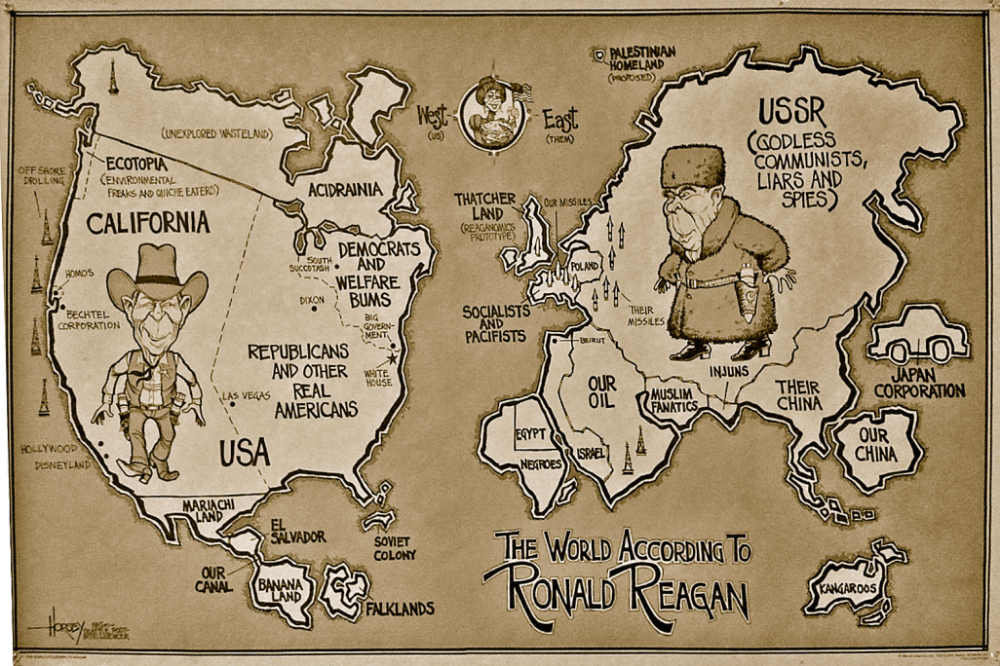 PALESTINIAN
HOMELAND
(PROPOSED)
West
(US)
East
(THEM)
USSR
(GODLESS
COMMUNISTS,
LIARS AND
SPIES)
(UNEXPLORED WASTELAND)
ECOTOPIA
(ENVIRONMENTAL
FREAKS AND QUICHE EATERS)
OFF SHORE
DRILLING
ACIDRAINIA
CALIFORNIA
THATCHER
LAND
(REAGANOMICS
PROTOTYPE)
OUR MISSILES
DEMOCRATS
AND
WELFARE
BUMS
SOUTH
SUCCOTASH
POLAND
HOMOS
DIXON
BECHTEL
CORPORATION
BIG
GOVERN-
MENT
SOCIALISTS
AND
PACIFISTS
THEIR
MISSILES
BEIRUT
REPUBLICANS
AND OTHER
REAL
AMERICANS
WHITE
HOUSE
LAS VEGAS
OUR
OIL
MUSLIM
FANATICS
INJUNS
THEIR
CHINA
JAPAN
CORPORATION
HOLLYWOOD
DISNEYLAND
USA
EGYPT
NEGROES
ISRAEL
OUR
CHINA
MARIACHI
LAND
EL
SALVADOR
SOVIET
COLONY
OUR
CANAL
BANANA
LAND
FALKLANDS
THE WORLD ACCORDING TO
RONALD REAGAN
KANGAROOS
HORSEY